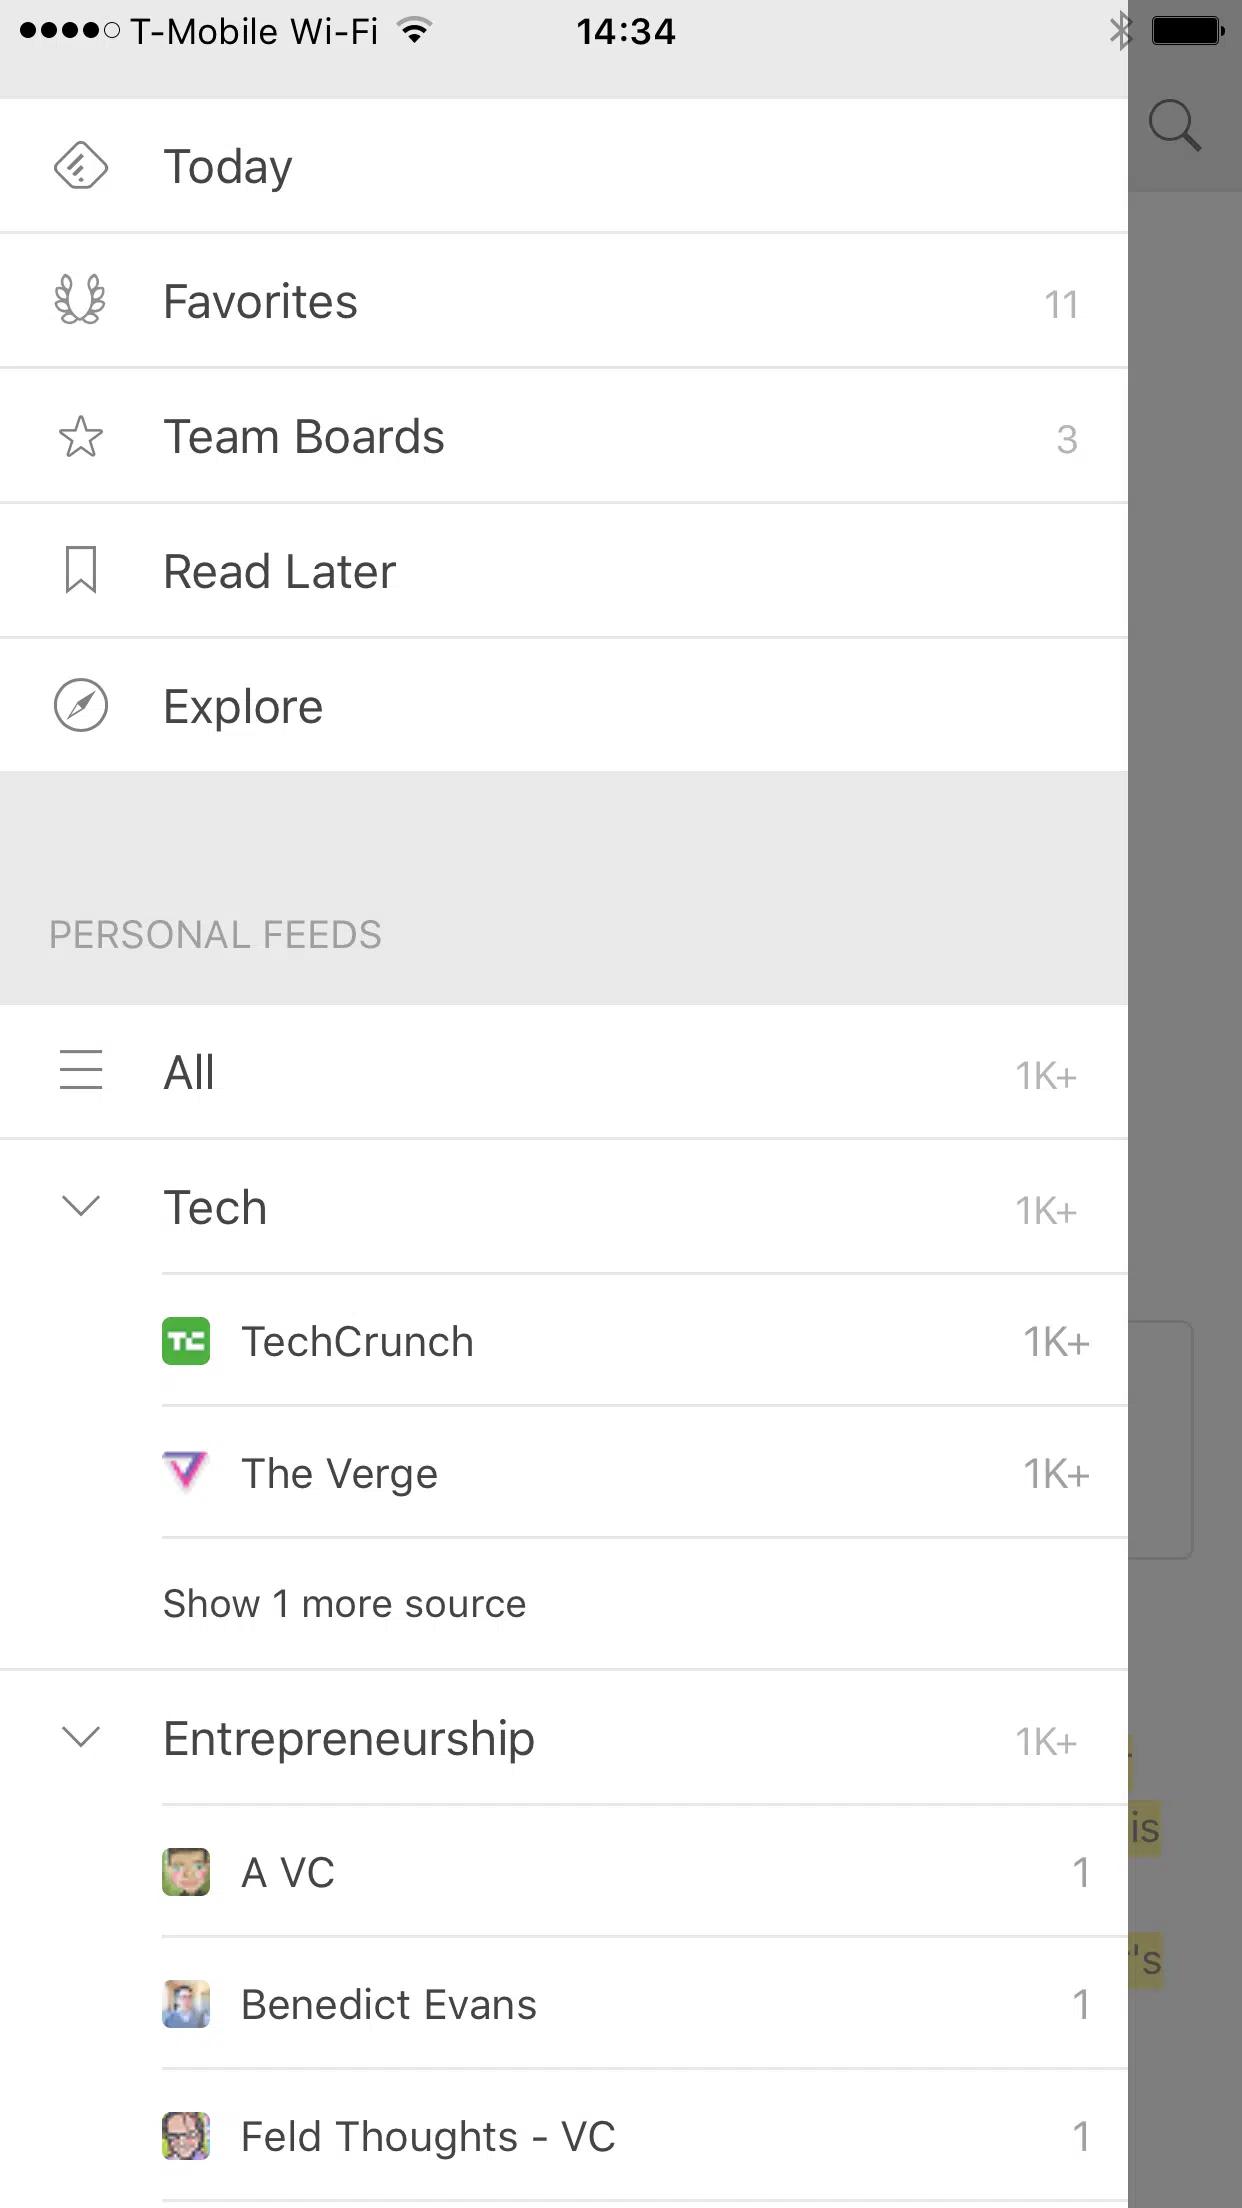 T-Mobile Wi-Fi 14:34
Today
Favorites 11
Team Boards 3
Read Later
Explore
PERSONAL FEEDS
All 1K+
Tech 1K+
TC TechCrunch 1K+
The Verge 1K+
Show 1 more source
Entrepreneurship 1K+
is
A VC 1
's
Benedict Evans 1
Feld Thoughts - VC 1